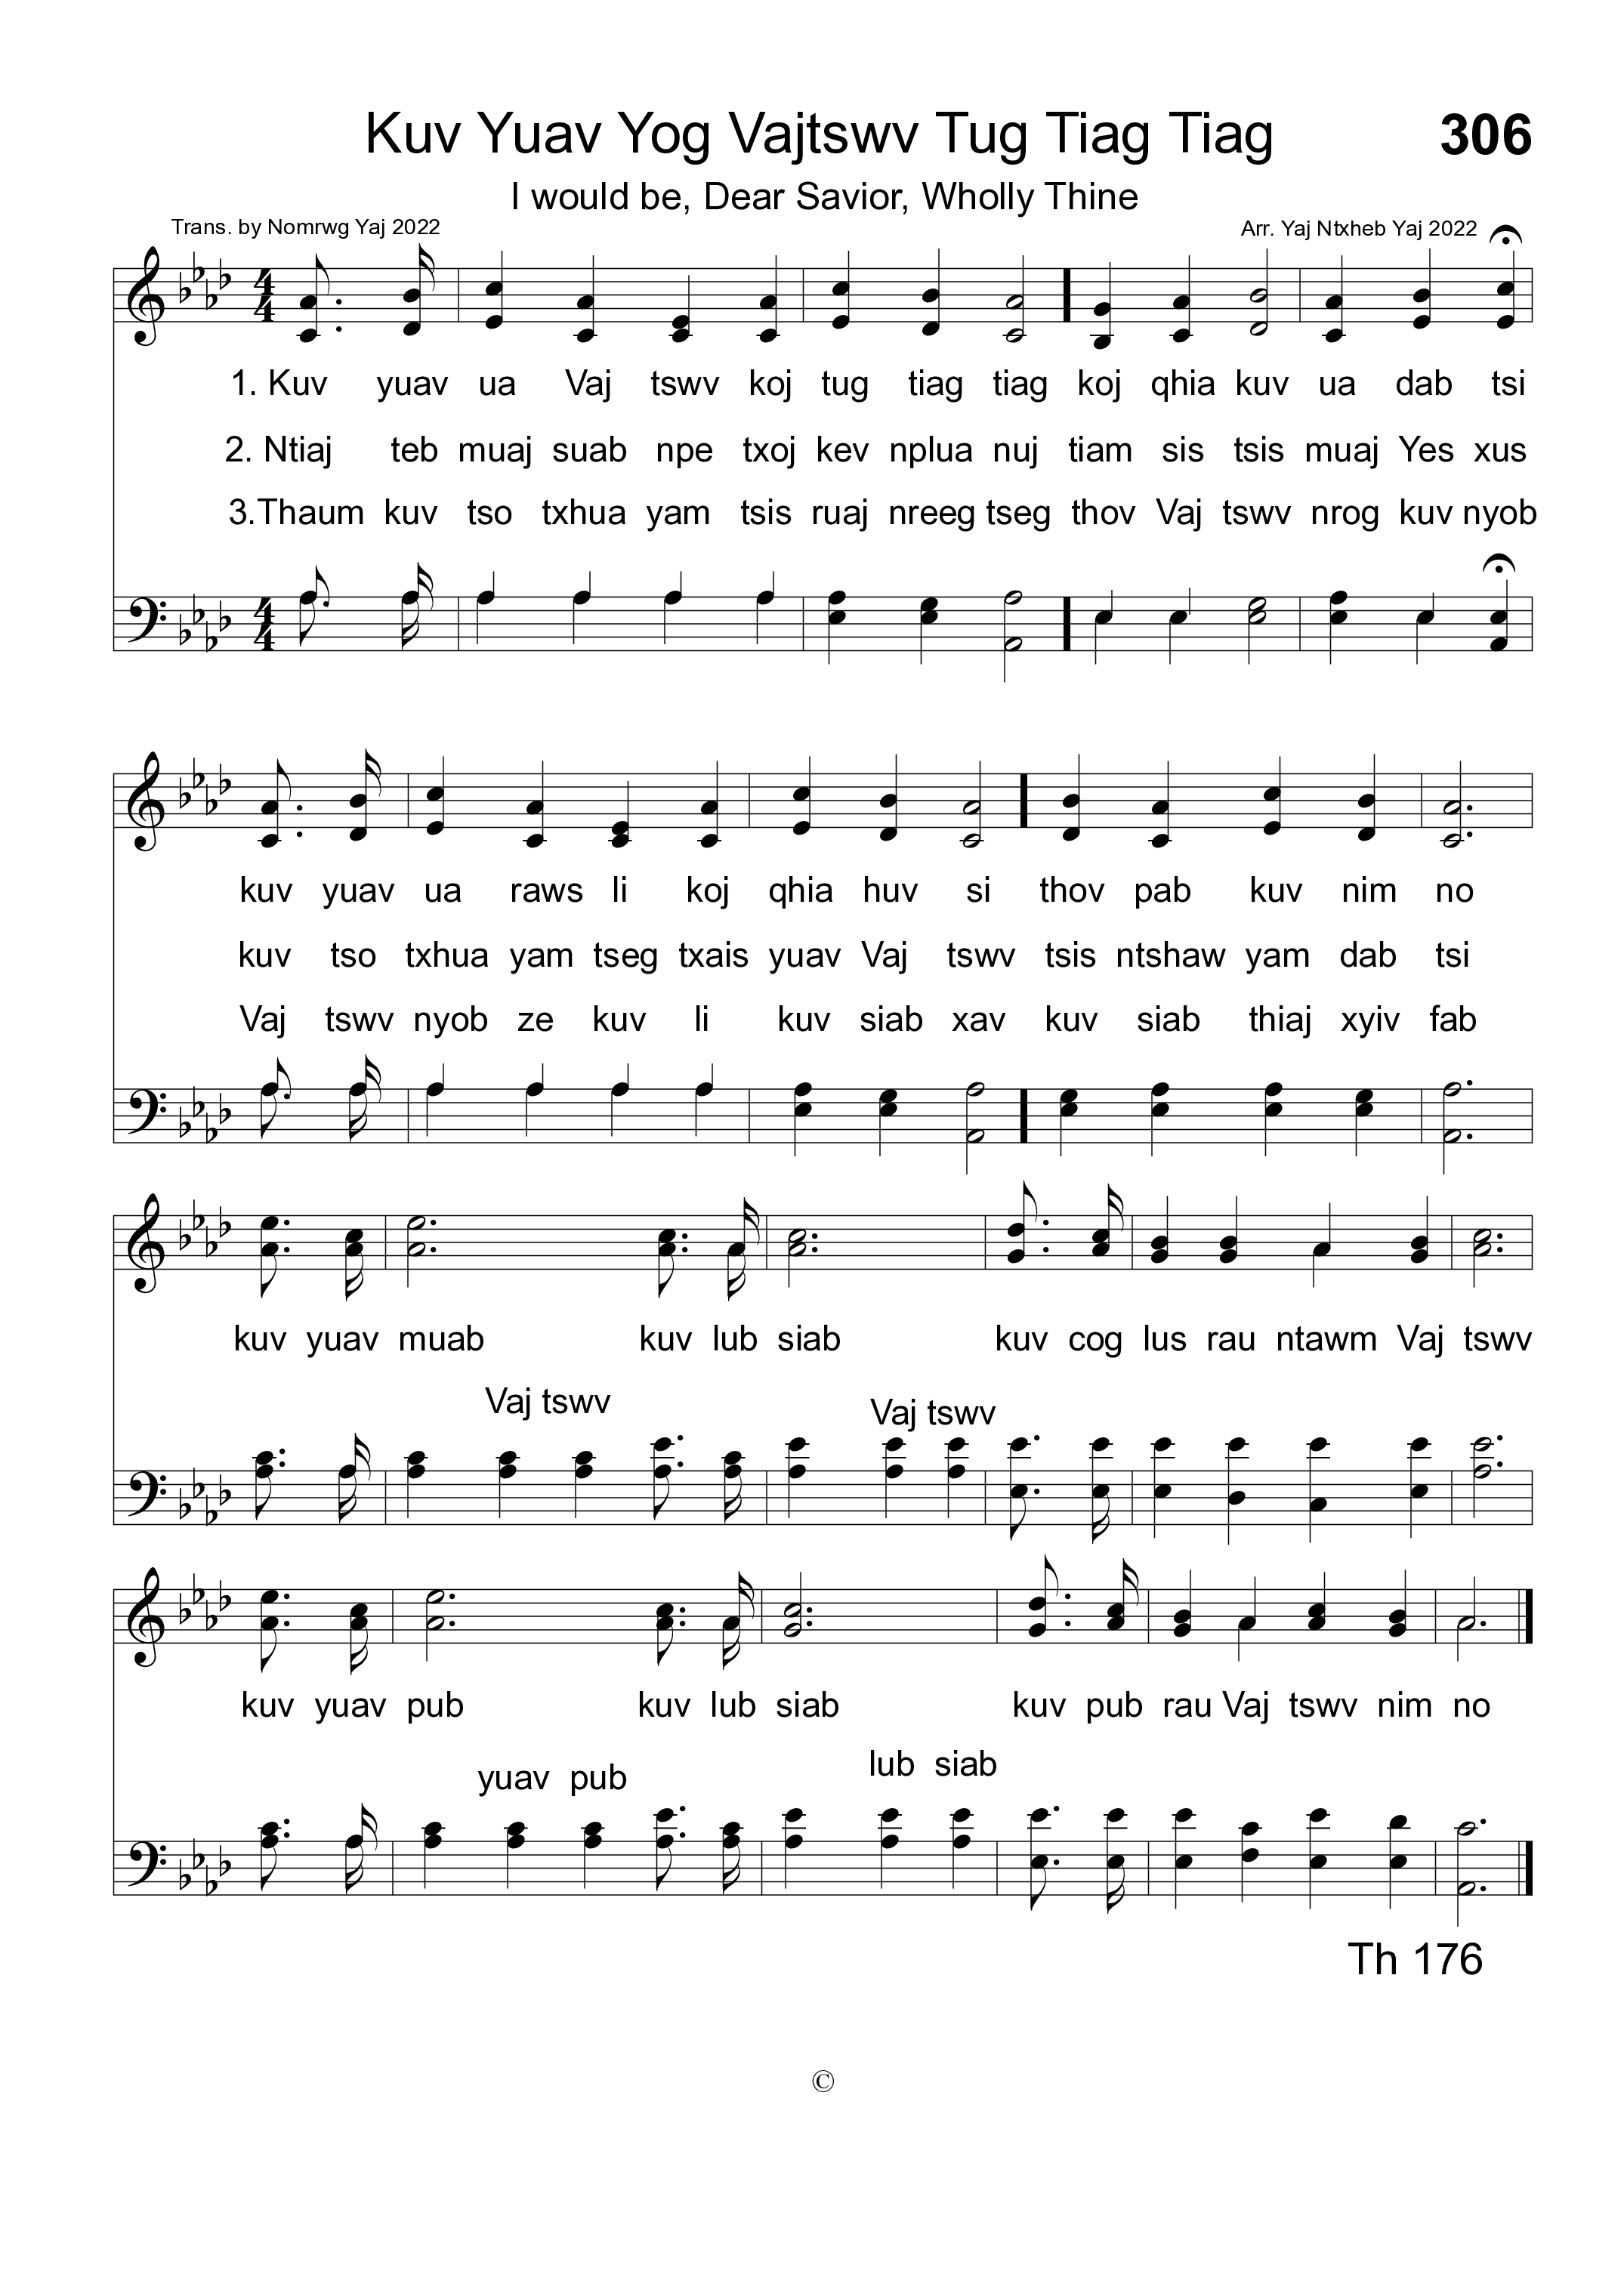 Kuv Yuav Yog Vajtswv Tug Tiag Tiag 306
I would be, Dear Savior, Wholly Thine
Trans. by Nomrwg Yaj 2022 Arr. Yaj Ntxheb Yaj 2022
4 4
1. Kuv yuav ua Vaj tswv koj tug tiag tiag koj qhia kuv ua dab tsi
2. Ntiaj teb muaj suab npe txoj kev nplua nuj tiam sis tsis muaj Yes xus
3.Thaum kuv tso txhua yam tsis ruaj nreeg tseg thov Vaj tswv nrog kuv nyob
4 4
kuv yuav ua raws li koj qhia huv si thov pab kuv nim no
kuv tso txhua yam tseg txais yuav Vaj tswv tsis ntshaw yam dab tsi
Vaj tswv nyob ze kuv li kuv siab xav kuv siab thiaj xyiv fab
kuv yuav muab kuv lub siab kuv cog lus rau ntawm Vaj tswv
Vaj tswv Vaj tswv
kuv yuav pub kuv lub siab kuv pub rau Vaj tswv nim no
yuav pub lub siab
Th 176
©